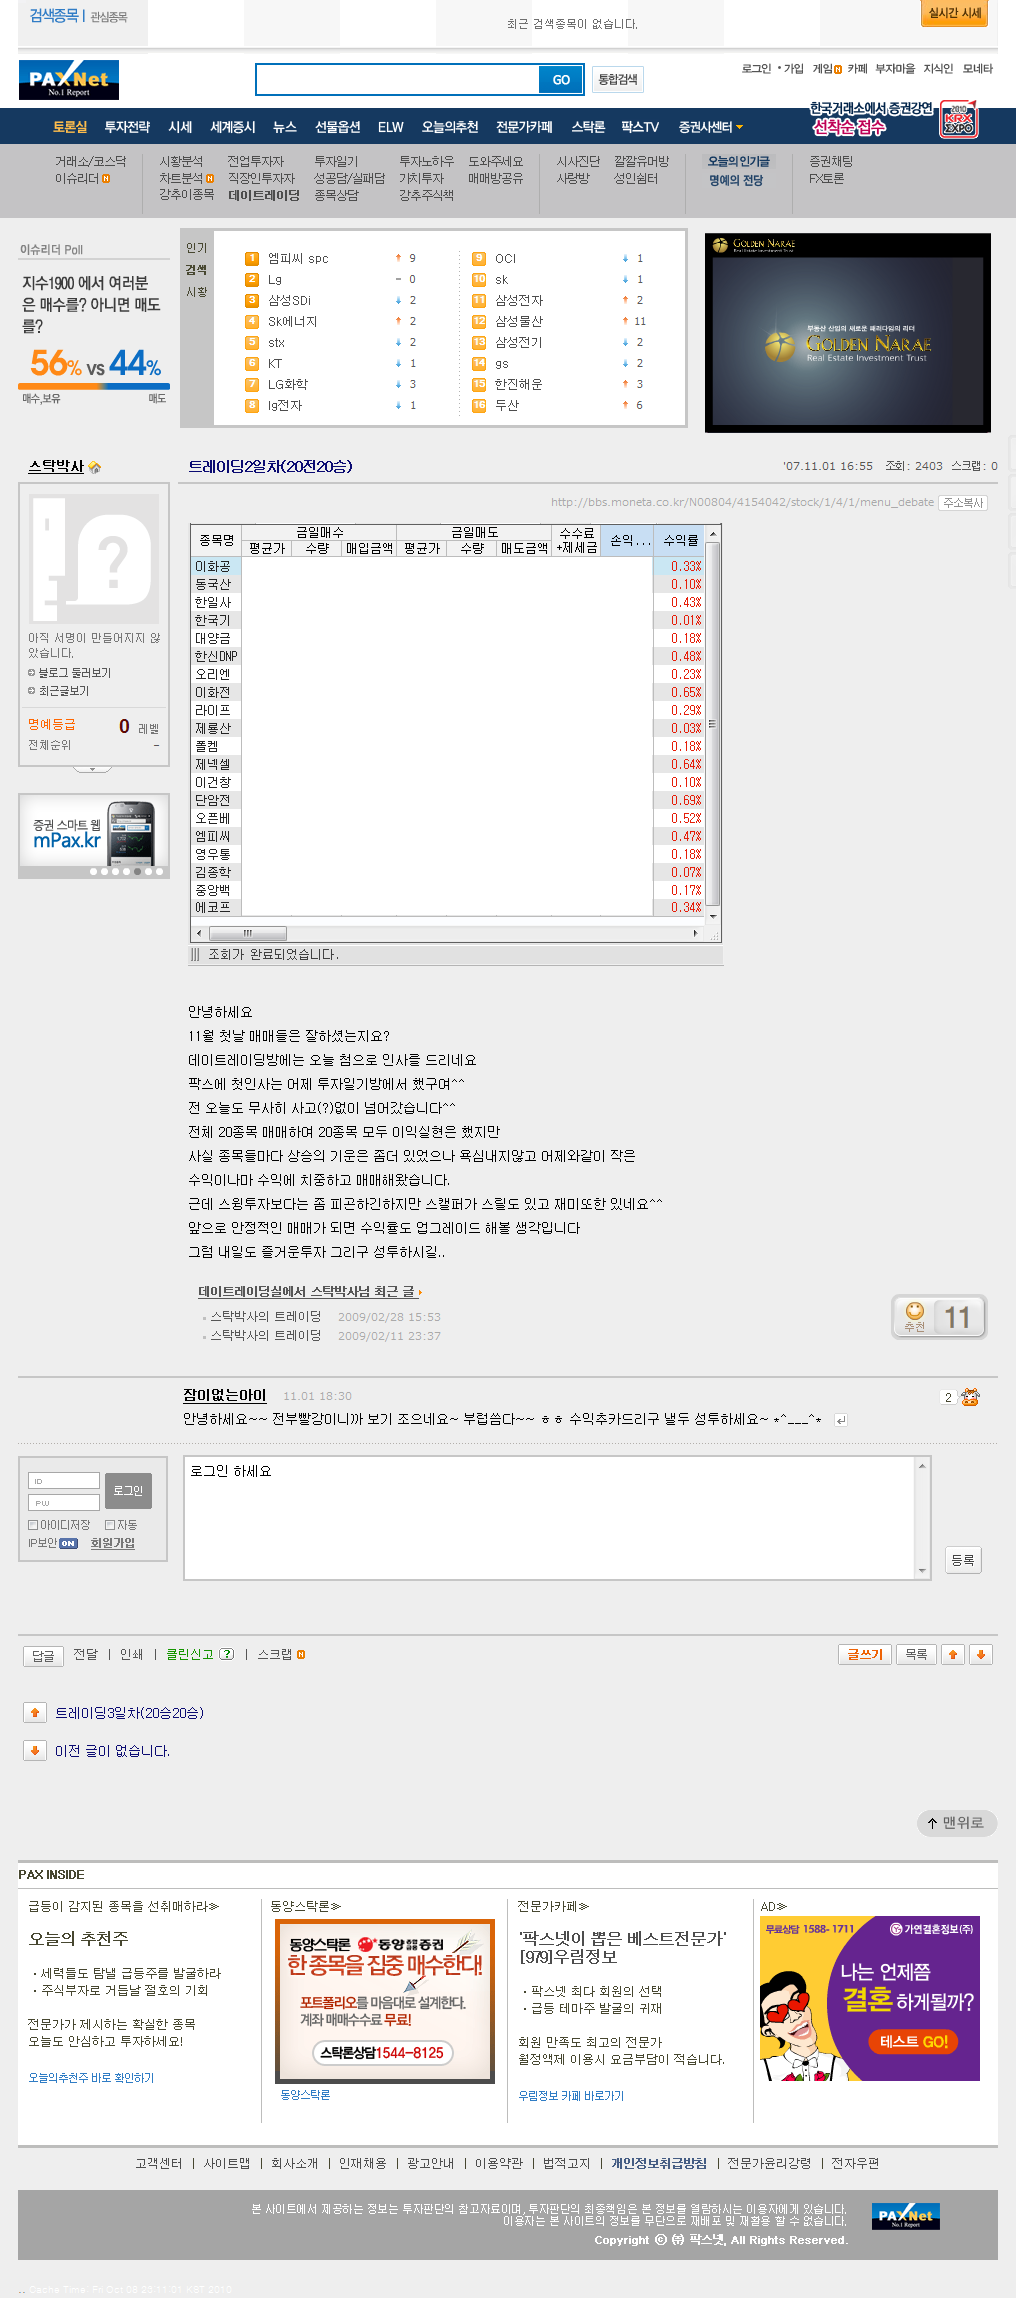 검색종목 | 관심종목
최근 검색종목이 없습니다.
실시간 시세
PAXNet
No.1 Report
GO
통합검색
로그인 • 가입 게임 N 카페 부자마을 지식인 모네타
토론실 투자전략 시세 세계증시 뉴스 선물옵션 ELW 오늘의추천 전문가카페 스탁론 팍스TV 증권사센터
한국거래소에서 증권강연
선착순 접수
2010 KRX EXPO
거래소/코스닥 시황분석 전업투자자 투자일기 투자노하우 도와주세요 시사진단 깔깔유머방 오늘의인기글 증권채팅
이슈리더 N 차트분석 N 직장인투자자 성공담/실패담 가치투자 매매방공유 사랑방 성인쉼터 명예의 전당 FX토론
강추이종목 데이트레이딩 종목상담 강추주식책
이슈리더 Poll
지수1900 에서 여러분
은 매수를? 아니면 매도
를?
56% vs 44%
매수,보유 매도
인기
검색
시황
1 엠피씨 spc 9
2 Lg 0
3 삼성SDi 2
4 Sk에너지 2
5 stx 2
6 KT 1
7 LG화학 3
8 lg전자 1
9 OCI 1
10 sk 1
11 삼성전자 2
12 삼성물산 11
13 삼성전기 2
14 gs 2
15 한진해운 3
16 두산 6
GOLDEN NARAE
부동산 산업의 새로운 패러다임의 리더
GOLDEN NARAE
Real Estate Investment Trust
스탁박사
트레이딩2일차(20전20승)
'07.11.01 16:55 조회: 2403 스크랩: 0
http://bbs.moneta.co.kr/N00804/4154042/stock/1/4/1/menu_debate 주소복사
아직 서명이 만들어지지 않
았습니다.
블로그 둘러보기
최근글보기
명예등급 0 레벨
전체순위 -
증권 스마트 웹
mPax.kr
종목명 금일매수 금일매도 수수료 +제세금 손익... 수익률
평균가 수량 매입금액 평균가 수량 매도금액
이화공 0.33%
동국산 0.10%
한일사 0.43%
한국기 0.01%
대양금 0.18%
한신DNP 0.48%
오리엔 0.23%
이화전 0.65%
라이프 0.29%
제룡산 0.03%
폴켐 0.18%
제넥셀 0.64%
이건창 0.10%
단암전 0.69%
오픈베 0.52%
엠피씨 0.47%
영우통 0.18%
김종학 0.07%
중앙백 0.17%
에코프 0.34%
조회가 완료되었습니다.
안녕하세요
11월 첫날 매매들은 잘하셨는지요?
데이트레이딩방에는 오늘 첨으로 인사를 드리네요
팍스에 첫인사는 어제 투자일기방에서 했구여^^
전 오늘도 무사히 사고(?)없이 넘어갔습니다^^
전체 20종목 매매하여 20종목 모두 이익실현은 했지만
사실 종목들마다 상승의 기운은 좀더 있었으나 욕심내지않고 어제와같이 작은
수익이나마 수익에 치중하고 매매해왔습니다.
근데 스윙투자보다는 좀 피곤하긴하지만 스캘퍼가 스릴도 있고 재미또한 있네요^^
앞으로 안정적인 매매가 되면 수익률도 업그레이드 해볼 생각입니다
그럼 내일도 즐거운투자 그리구 성투하시길..
데이트레이딩실에서 스탁박사님 최근 글
스탁박사의 트레이딩 2009/02/28 15:53
스탁박사의 트레이딩 2009/02/11 23:37
추천 11
잠이없는아이 11.01 18:30
2
안녕하세요~~ 전부빨강이니까 보기 조으네요~ 부럽씀다~~ ㅎㅎ 수익추카드리구 낼두 성투하세요~ *^___^*
ID
PW
로그인
아이디저장 자동
IP보안 ON 회원가입
로그인 하세요
등록
답글 전달 | 인쇄 | 클린신고 ? | 스크랩 N
글쓰기 목록
트레이딩3일차(20승20승)
이전 글이 없습니다.
맨위로
PAX INSIDE
급등이 감지된 종목을 선취매하라≫
오늘의 추천주
· 세력들도 탐낼 급등주를 발굴하라
· 주식부자로 거듭날 절호의 기회
전문가가 제시하는 확실한 종목
오늘도 안심하고 투자하세요!
오늘의추천주 바로 확인하기
동양스탁론≫
동양스탁론 동양종합금융증권
한 종목을 집중 매수한다!
포트폴리오를 마음대로 설계한다.
계좌 매매수수료 무료!
스탁론상담1544-8125
동양스탁론
전문가카페≫
'팍스넷이 뽑은 베스트전문가'
[979]우림정보
· 팍스넷 최다 회원의 선택
· 급등 테마주 발굴의 귀재
회원 만족도 최고의 전문가
월정액제 이용시 요금부담이 적습니다.
우림정보 카페 바로가기
AD≫
무료상담 1588-1711 가연결혼정보(주)
나는 언제쯤
결혼 하게될까?
테스트 GO!
고객센터 | 사이트맵 | 회사소개 | 인재채용 | 광고안내 | 이용약관 | 법적고지 | 개인정보취급방침 | 전문가윤리강령 | 전자우편
본 사이트에서 제공하는 정보는 투자판단의 참고자료이며, 투자판단의 최종책임은 본 정보를 열람하시는 이용자에게 있습니다.
이용자는 본 사이트의 정보를 무단으로 재배포 및 재활용 할 수 없습니다.
Copyright ⓒ ㈜ 팍스넷, All Rights Reserved.
PAXNet
No.1 Report